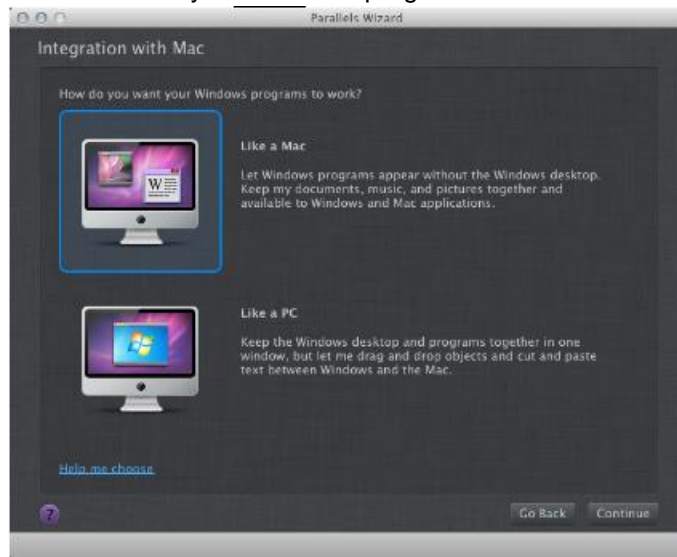 Parallels Wizard
Integration with Mac
How do you want your Windows programs to work?
Like a Mac
Let Windows programs appear without the Windows desktop.
Keep my documents, music, and pictures together and
available to Windows and Mac applications.
W
Like a PC
Keep the Windows desktop and programs together in one
window, but let me drag and drop objects and cut and paste
text between Windows and the Mac.
Help me choose
?
Go Back
Continue